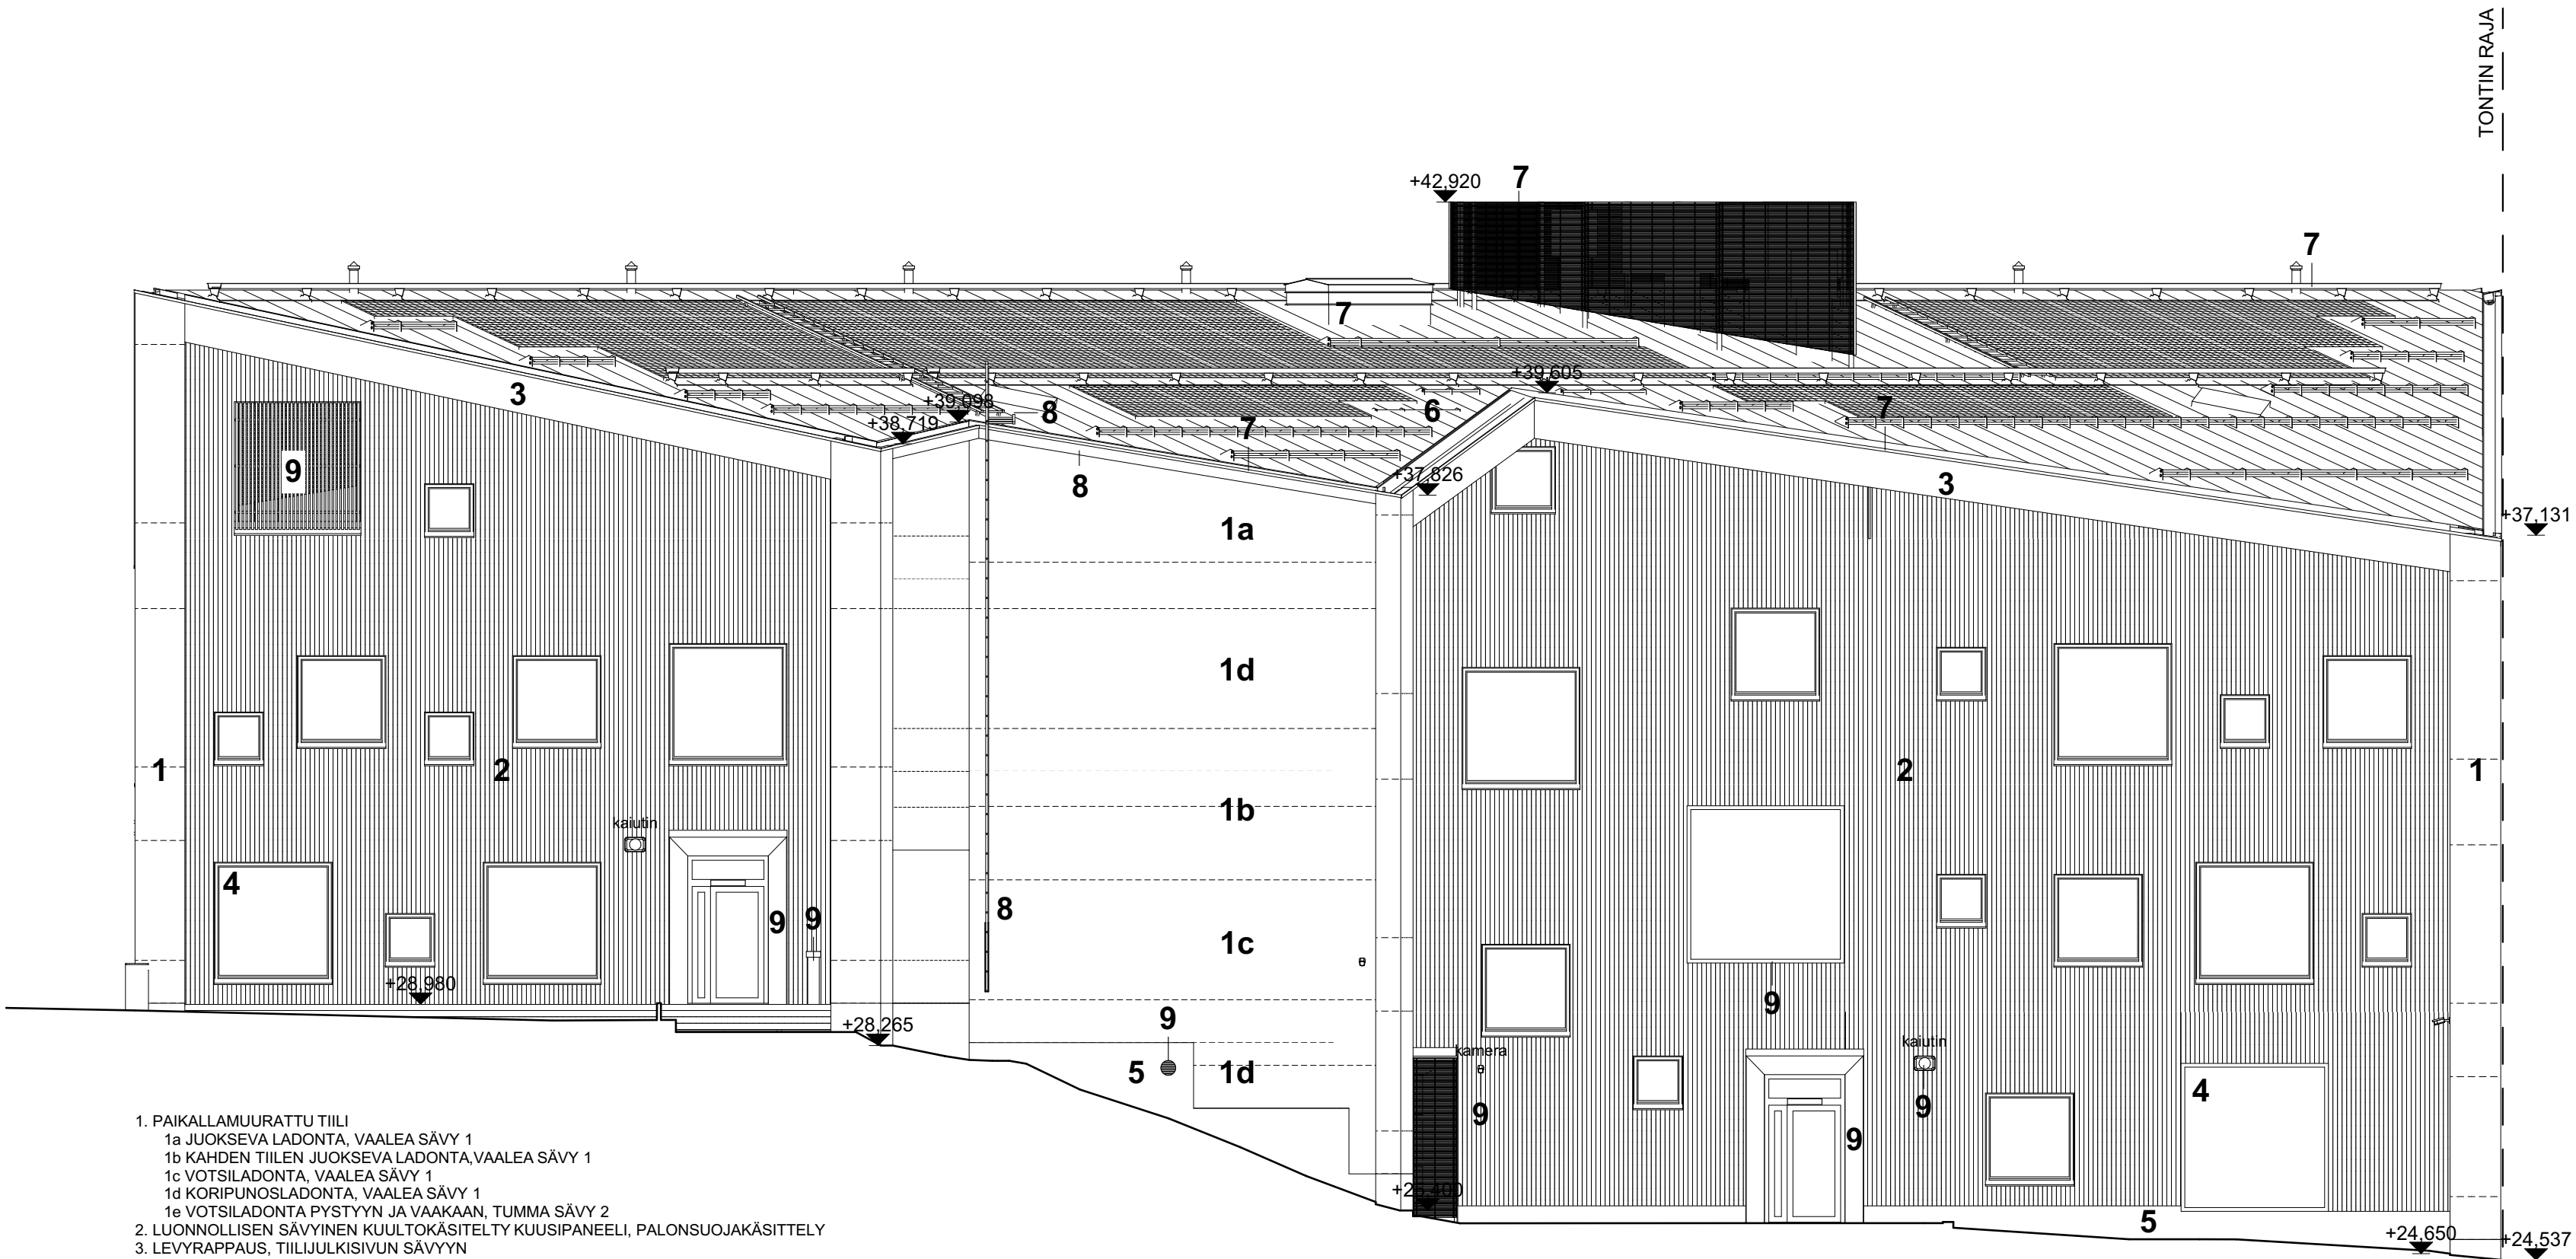 TONTIN RAJA
+42,920
7
7
7
+39,605
3
+39,098
8
6
7
+38,719
7
9
+37,826
8
3
1a
+37,131
1d
1
2
2
1
1b
kaiutin
4
9
9
8
1c
+28,980
9
9
+28,265
kaiutin
kamera
5
1d
4
9
9
9
1. PAIKALLAMUURATTU TIILI
1a JUOKSEVA LADONTA, VAALEA SÄVY 1
1b KAHDEN TIILEN JUOKSEVA LADONTA,VAALEA SÄVY 1
1c VOTSILADONTA, VAALEA SÄVY 1
1d KORIPUNOSLADONTA, VAALEA SÄVY 1
1e VOTSILADONTA PYSTYYN JA VAAKAAN, TUMMA SÄVY 2
5
2. LUONNOLLISEN SÄVYINEN KUULTOKÄSITELTY KUUSIPANEELI, PALONSUOJAKÄSITTELY
+24,650
+24,537
3. LEVYRAPPAUS, TIILIJULKISIVUN SÄVYYN